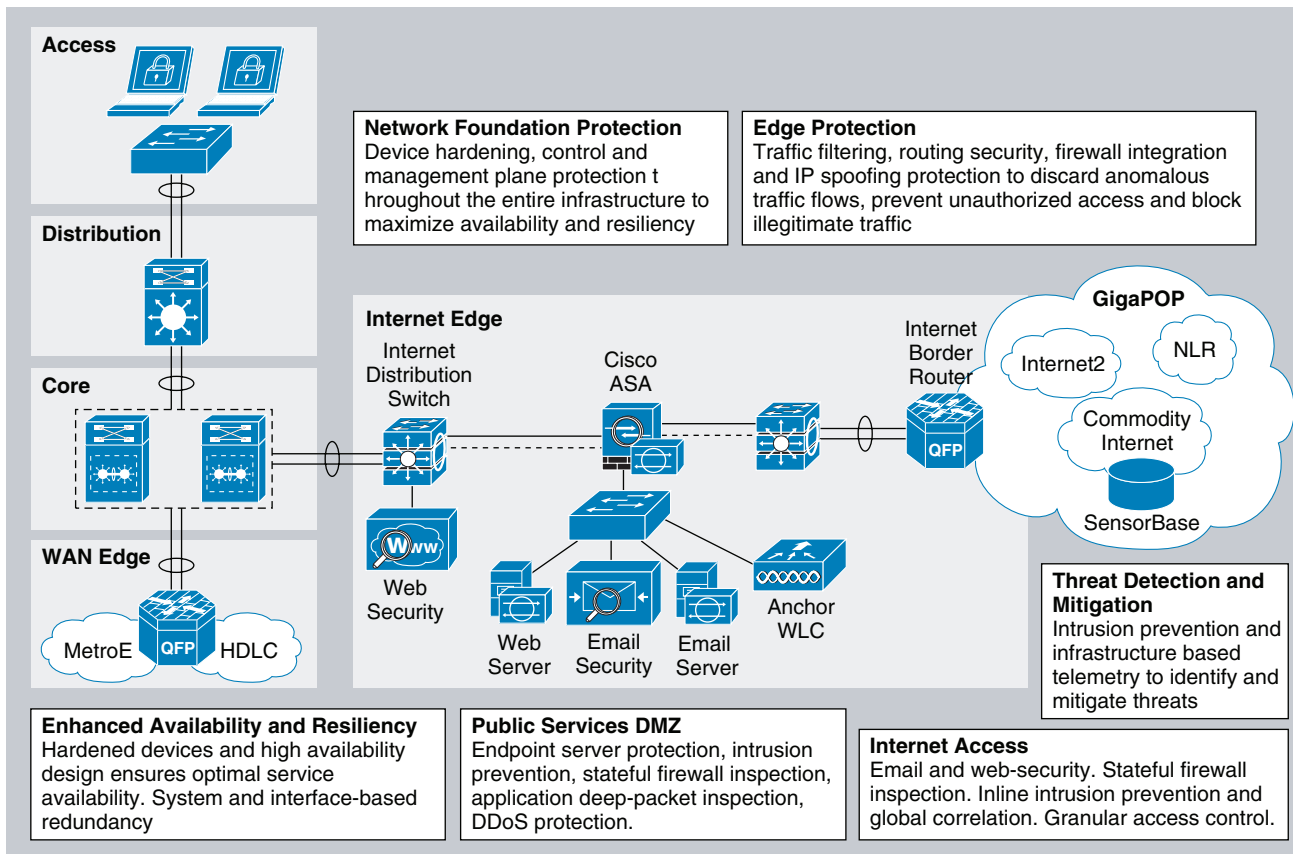 Access
Network Foundation Protection
Device hardening, control and
management plane protection t
hroughout the entire infrastructure to
maximize availability and resiliency
Edge Protection
Traffic filtering, routing security, firewall integration
and IP spoofing protection to discard anomalous
traffic flows, prevent unauthorized access and block
illegitimate traffic
Distribution
Core
WAN Edge
MetroE
QFP
HDLC
Internet Edge
Internet
Distribution
Switch
Cisco
ASA
Internet
Border
Router
QFP
GigaPOP
Internet2
NLR
Commodity
Internet
SensorBase
Www
Web
Security
Web
Server
Email
Security
Email
Server
Anchor
WLC
Threat Detection and
Mitigation
Intrusion prevention and
infrastructure based
telemetry to identify and
mitigate threats
Enhanced Availability and Resiliency
Hardened devices and high availability
design ensures optimal service
availability. System and interface-based
redundancy
Public Services DMZ
Endpoint server protection, intrusion
prevention, stateful firewall inspection,
application deep-packet inspection,
DDoS protection.
Internet Access
Email and web-security. Stateful firewall
inspection. Inline intrusion prevention and
global correlation. Granular access control.